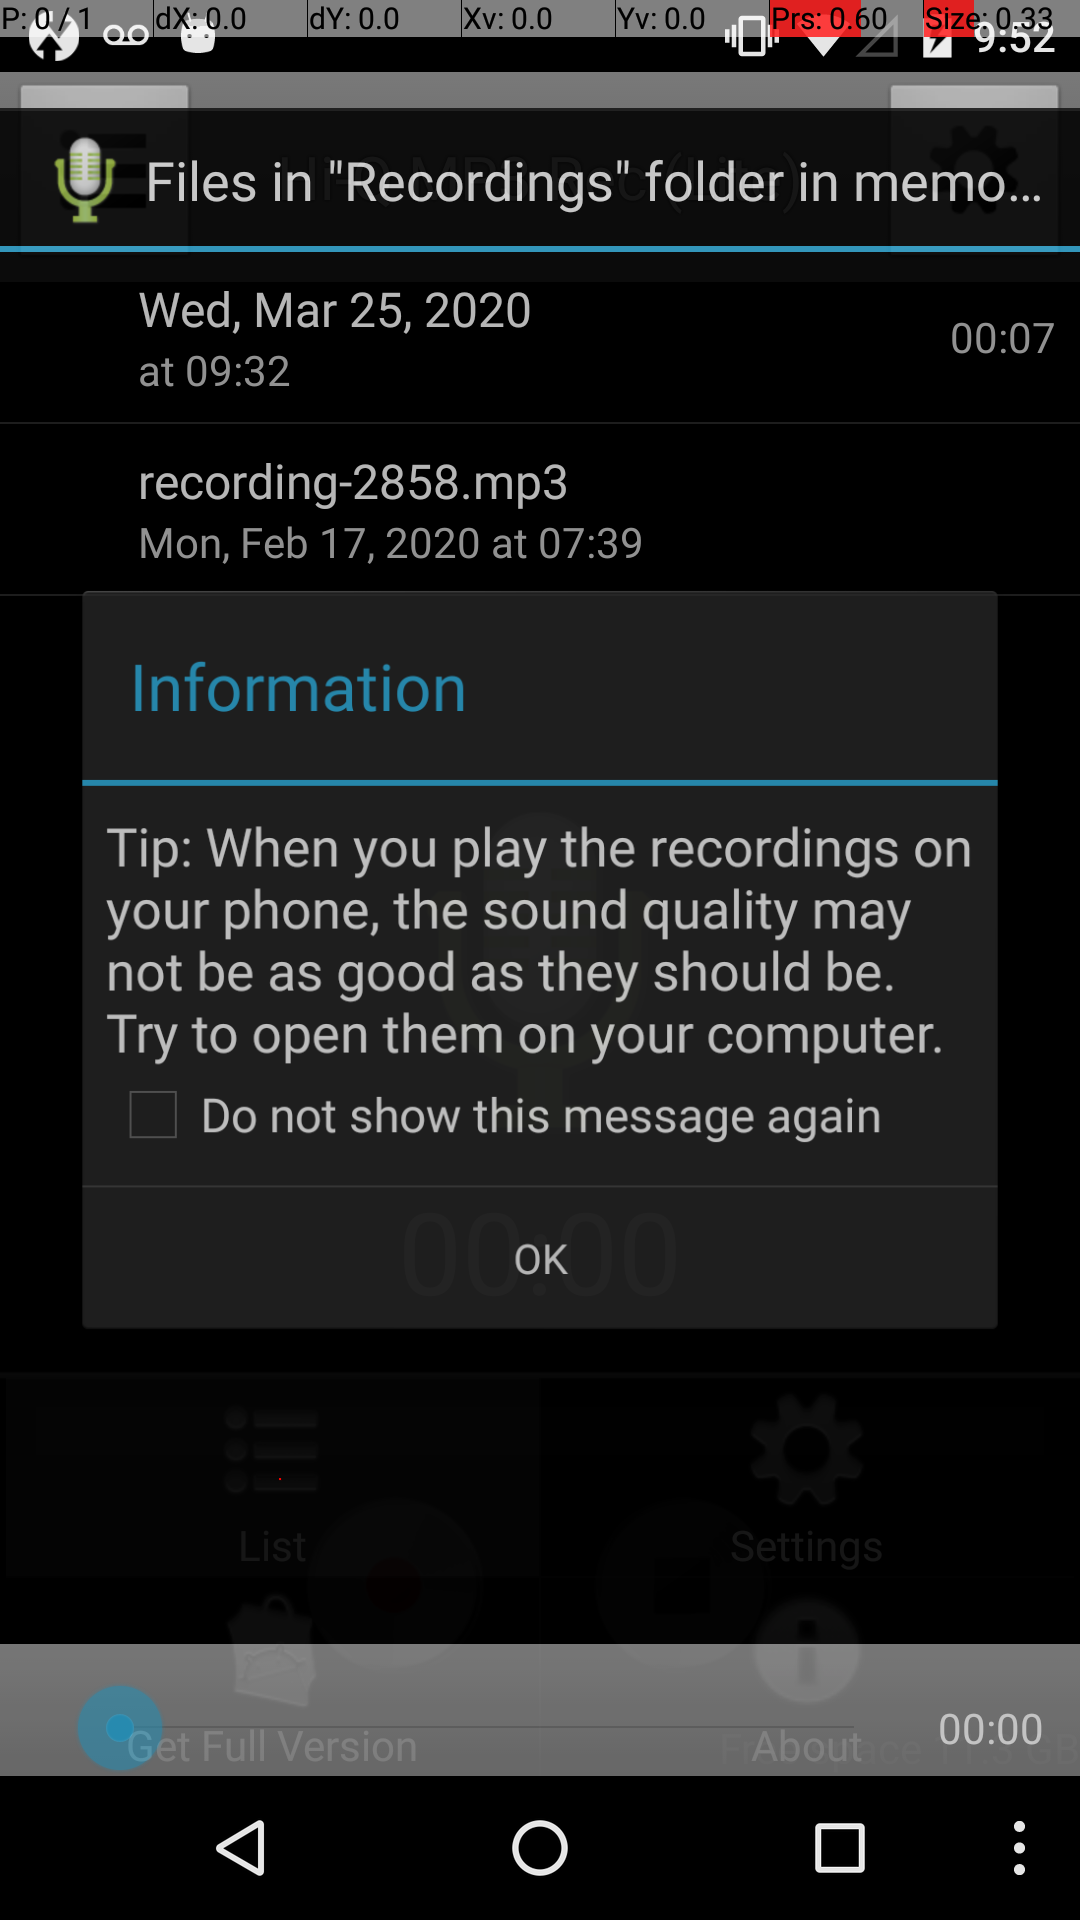 P: 0 / 1 dX: 0.0 dY: 0.0 Xv: 0.0 Yv: 0.0 Prs: 0.60 Size: 0.33
9:52
Hi-Q MP3 Rec (Lite)
Files in "Recordings" folder in memo...
Wed, Mar 25, 2020
at 09:32
00:07
recording-2858.mp3
Mon, Feb 17, 2020 at 07:39
Information
Tip: When you play the recordings on
your phone, the sound quality may
not be as good as they should be.
Try to open them on your computer.
Do not show this message again
00:00
OK
List
Settings
Get Full Version
About
00:00